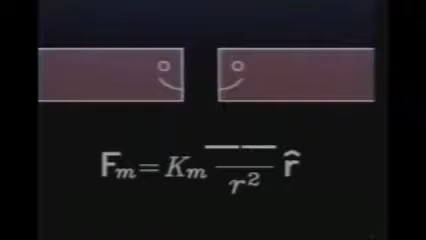 Fₘ = Kₘ ── ── / r² r̂